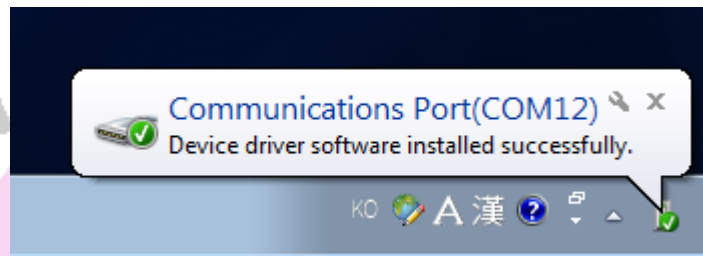 Communications Port(COM12)
Device driver software installed successfully.
KO A 漢 ?